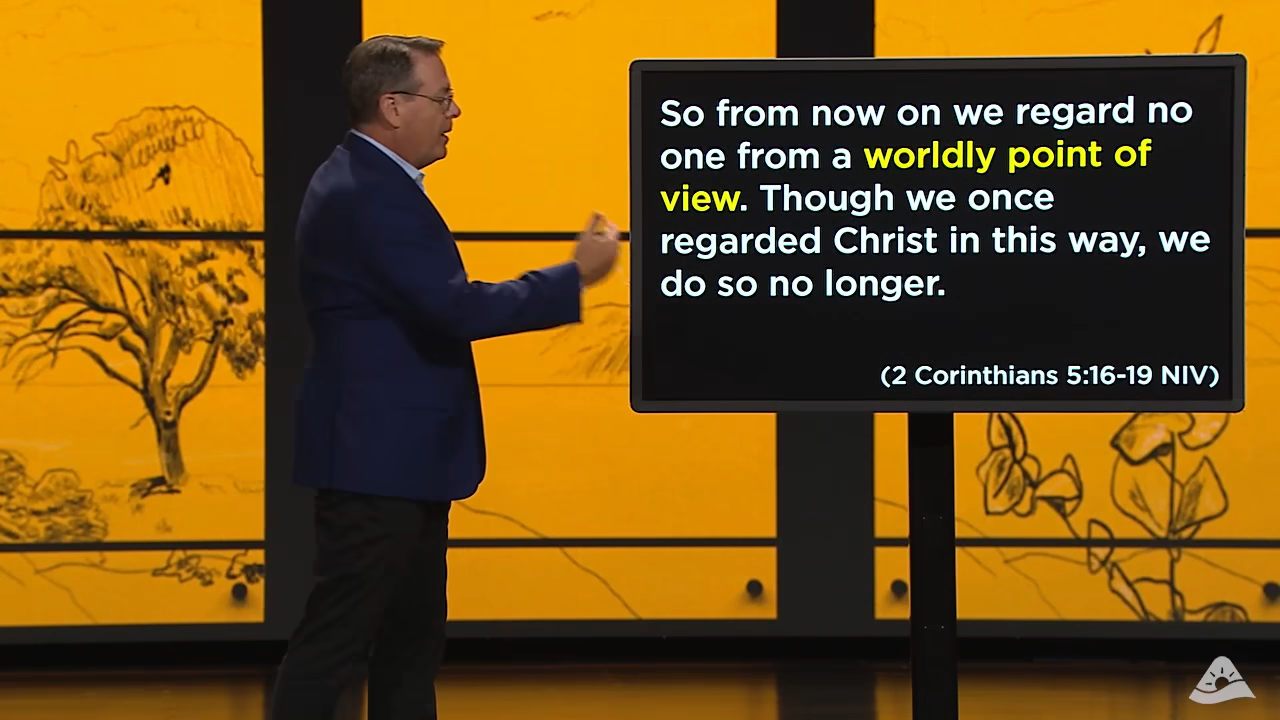 So from now on we regard no
one from a worldly point of
view. Though we once
regarded Christ in this way, we
do so no longer.
(2 Corinthians 5:16-19 NIV)